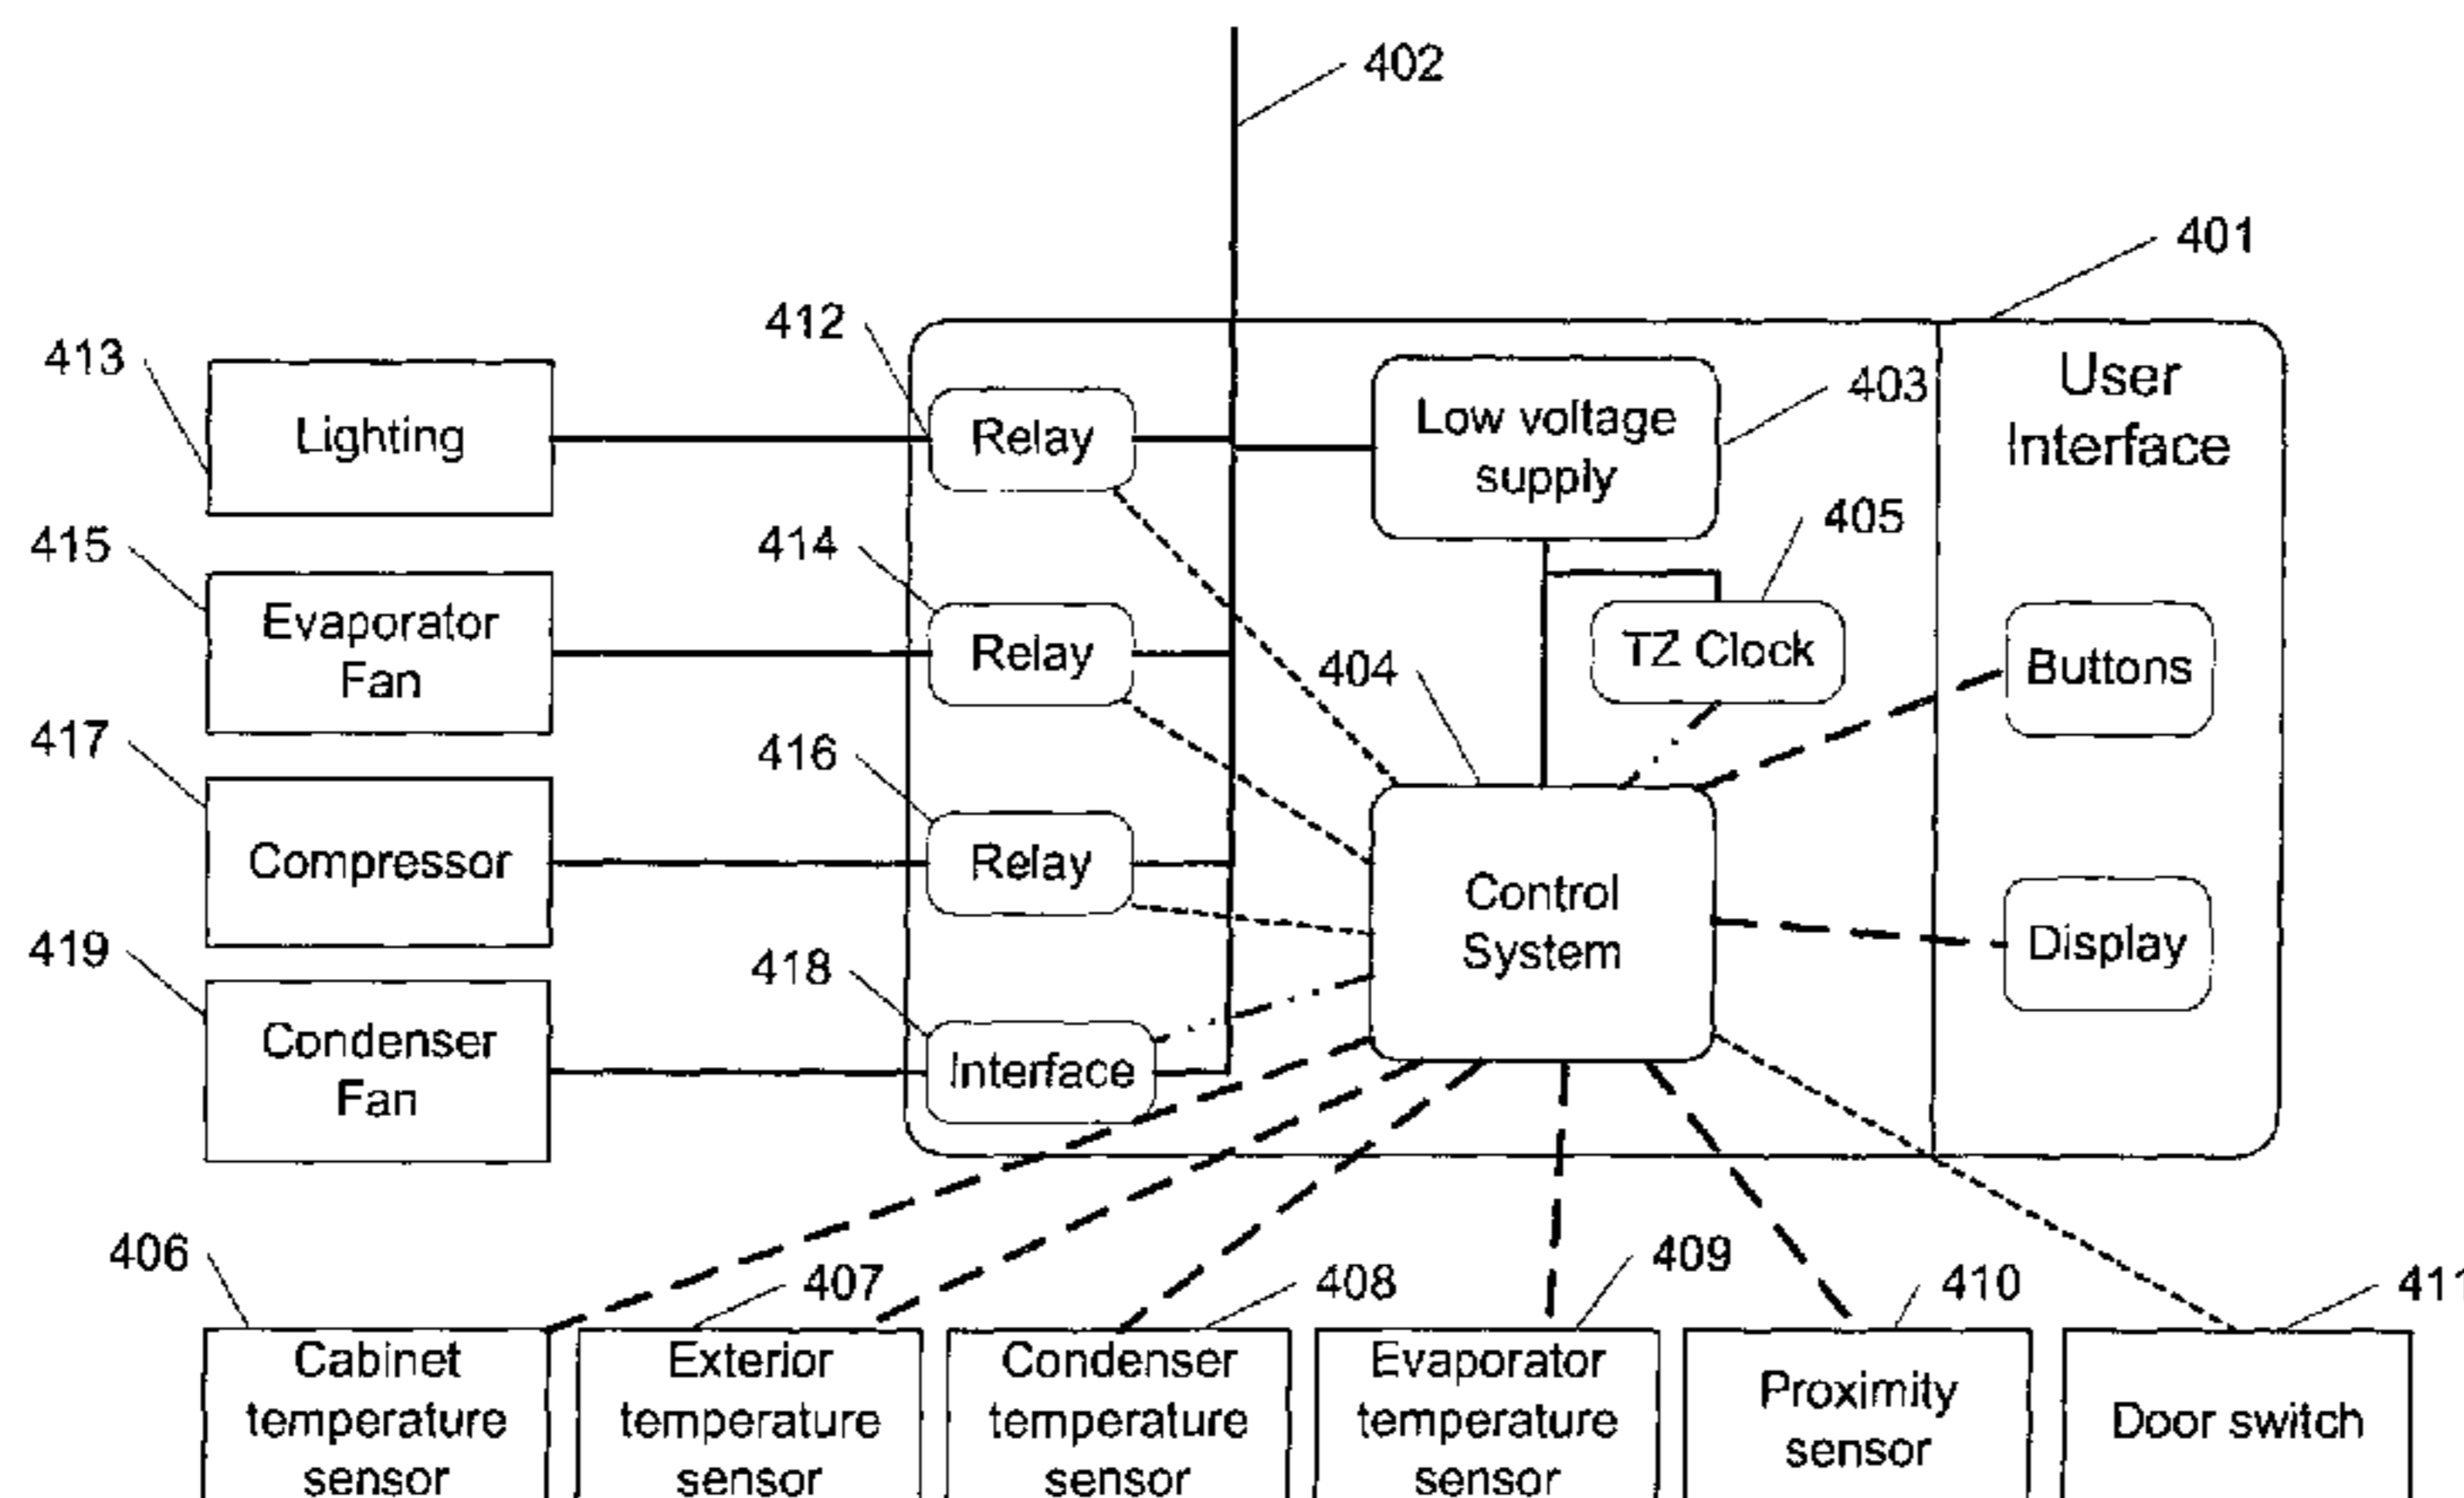 402
401
412
413
Lighting
Relay
Low voltage
supply
403
User
Interface
405
415
Evaporator
Fan
414
Relay
TZ Clock
404
Buttons
417
Compressor
416
Relay
Control
System
Display
419
Condenser
Fan
418
Interface
406
407
408
409
410
411
Cabinet
temperature
sensor
Exterior
temperature
sensor
Condenser
temperature
sensor
Evaporator
temperature
sensor
Proximity
sensor
Door switch